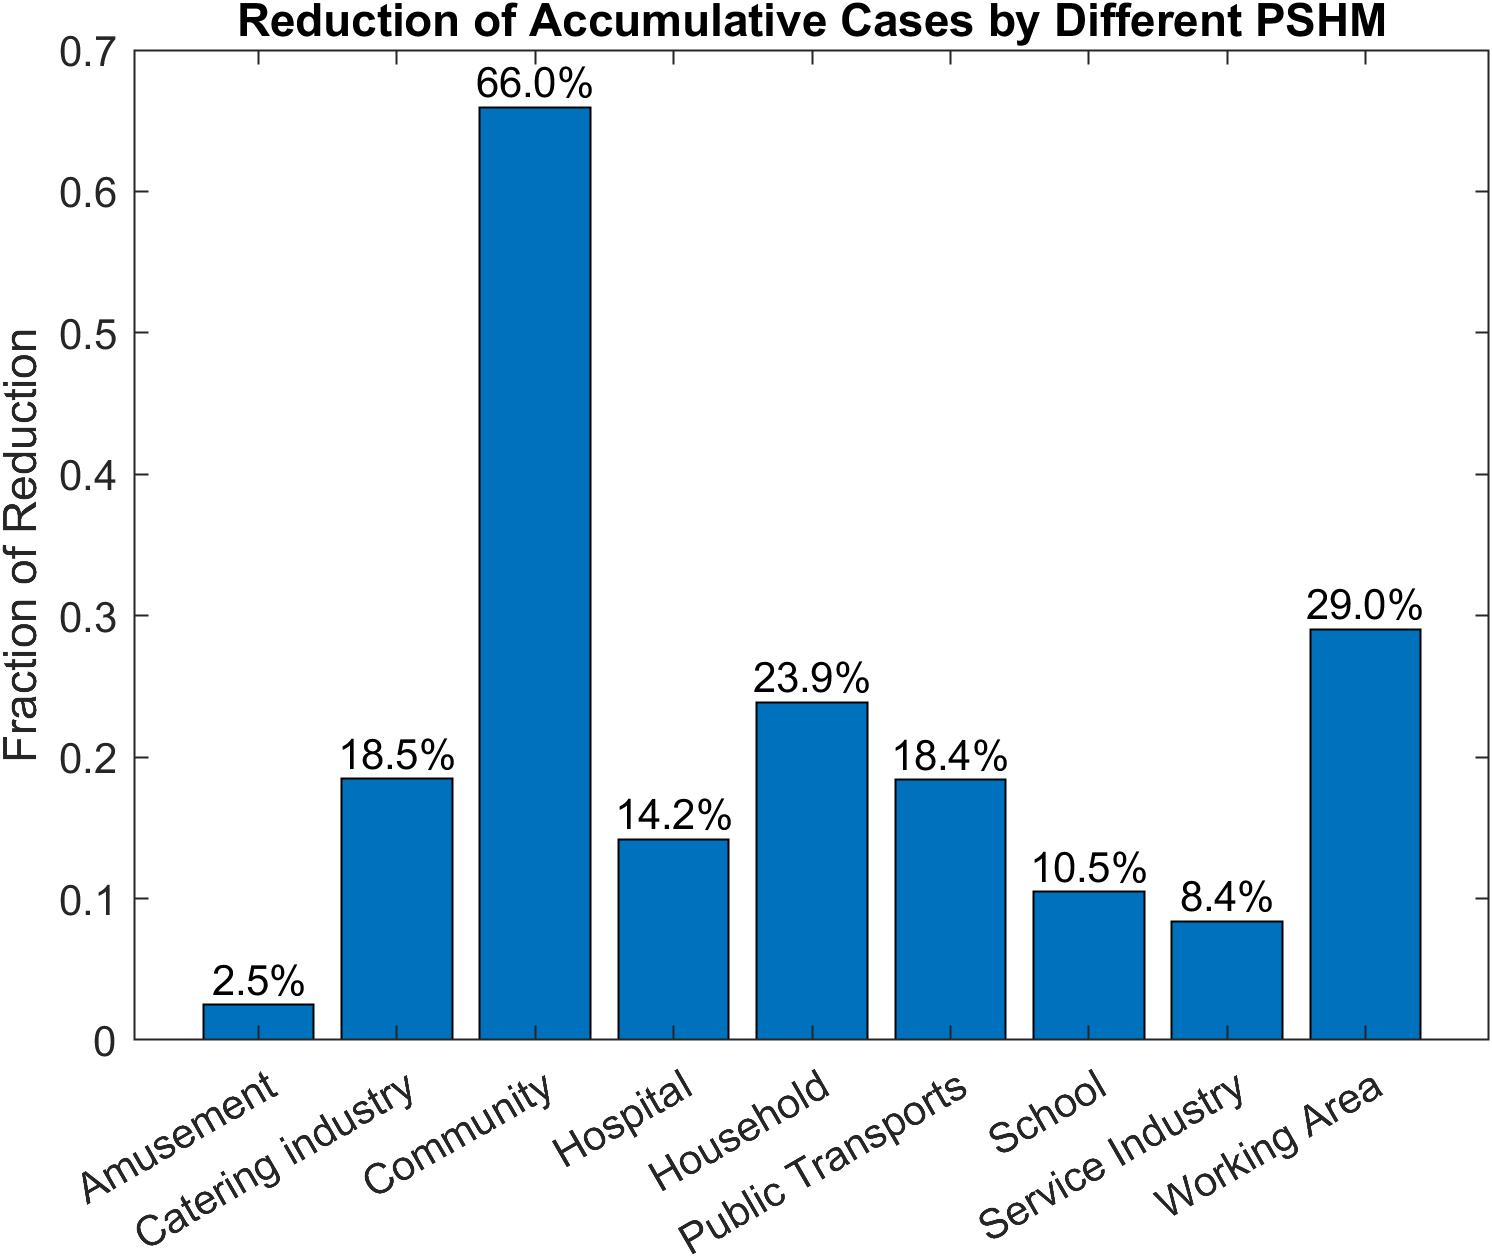 Reduction of Accumulative Cases by Different PSHM
Fraction of Reduction
0.7
0.6
0.5
0.4
0.3
0.2
0.1
0
2.5%
18.5%
66.0%
14.2%
23.9%
18.4%
10.5%
8.4%
29.0%
Amusement
Catering industry
Community
Hospital
Household
Public Transports
School
Service Industry
Working Area